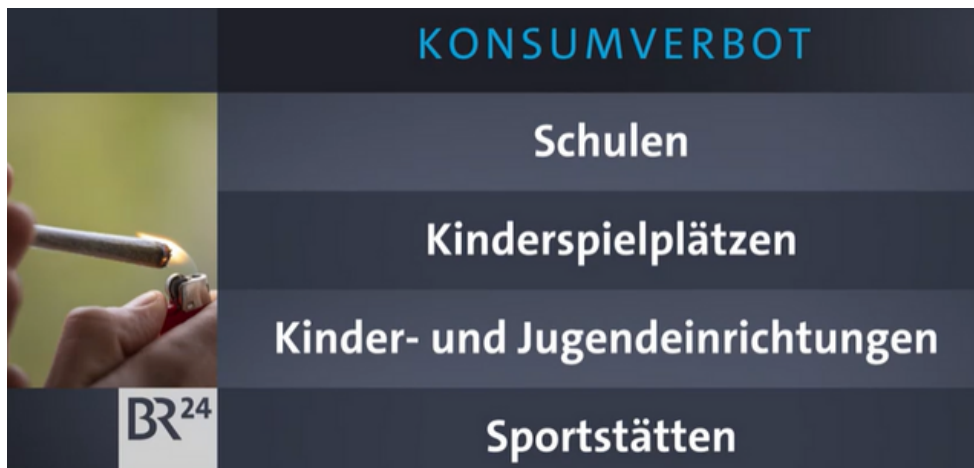 KONSUMVERBOT
Schulen
Kinderspielplätzen
Kinder- und Jugendeinrichtungen
Sportstätten
BR24